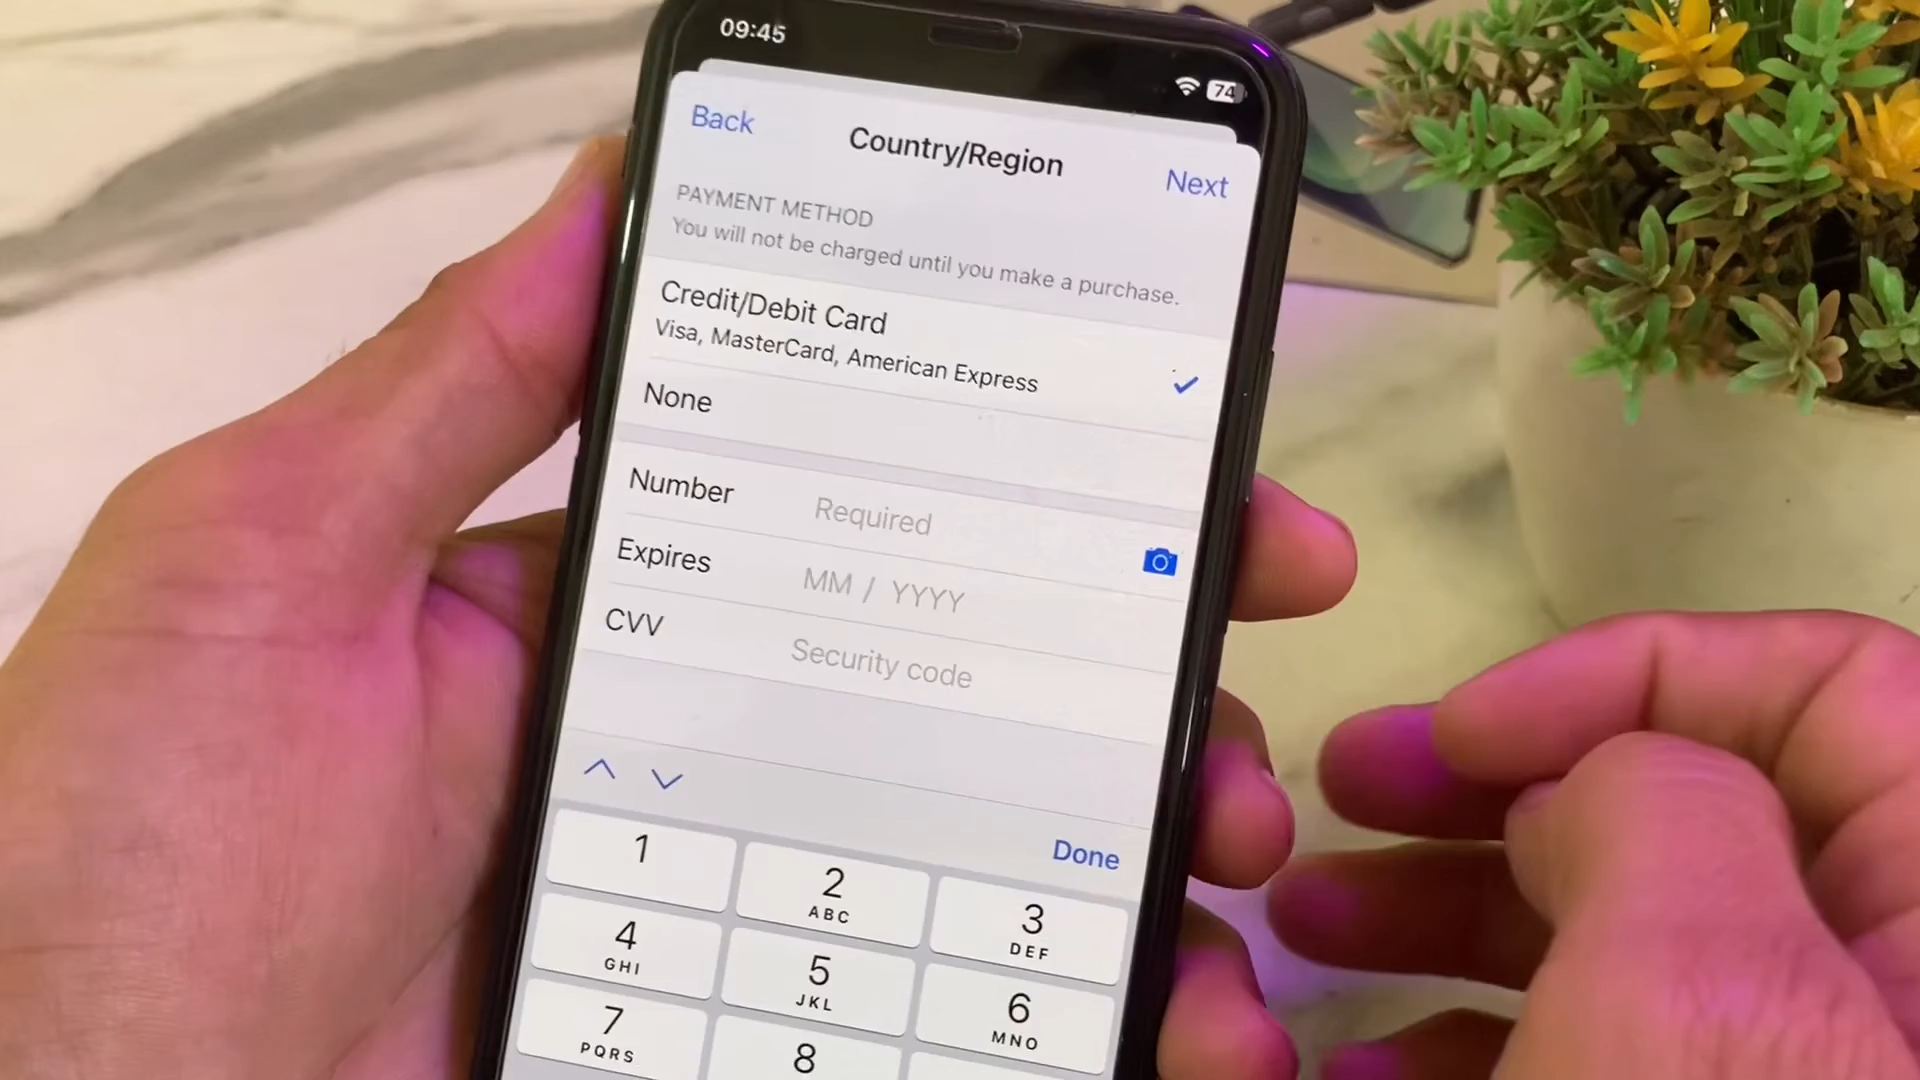 09:45
74
Back
Country/Region
Next
PAYMENT METHOD
You will not be charged until you make a purchase.
Credit/Debit Card
Visa, MasterCard, American Express
None
Number Required
Expires MM / YYYY
CVV Security code
Done
1
2
ABC
3
DEF
4
GHI
5
JKL
6
MNO
7
PQRS
8